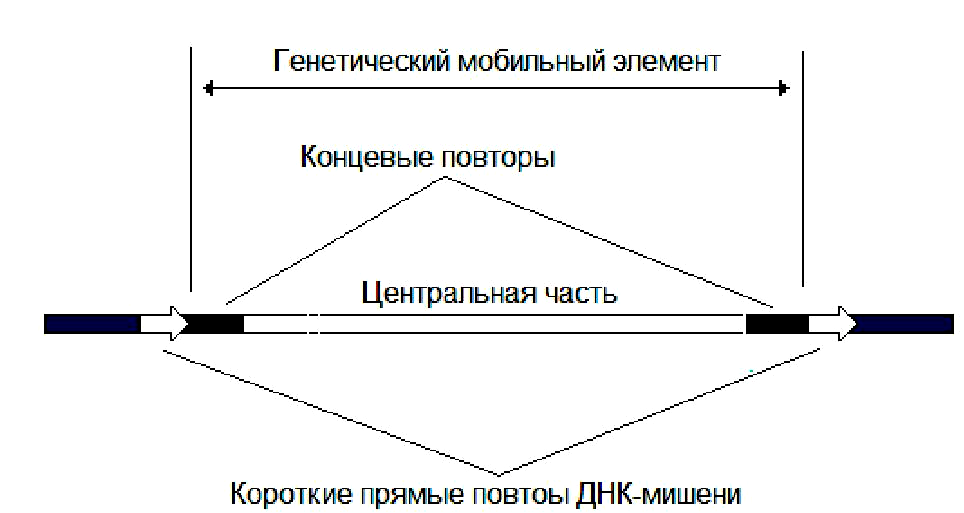 Генетический мобильный элемент
Концевые повторы
Центральная часть
Короткие прямые повтоы ДНК-мишени